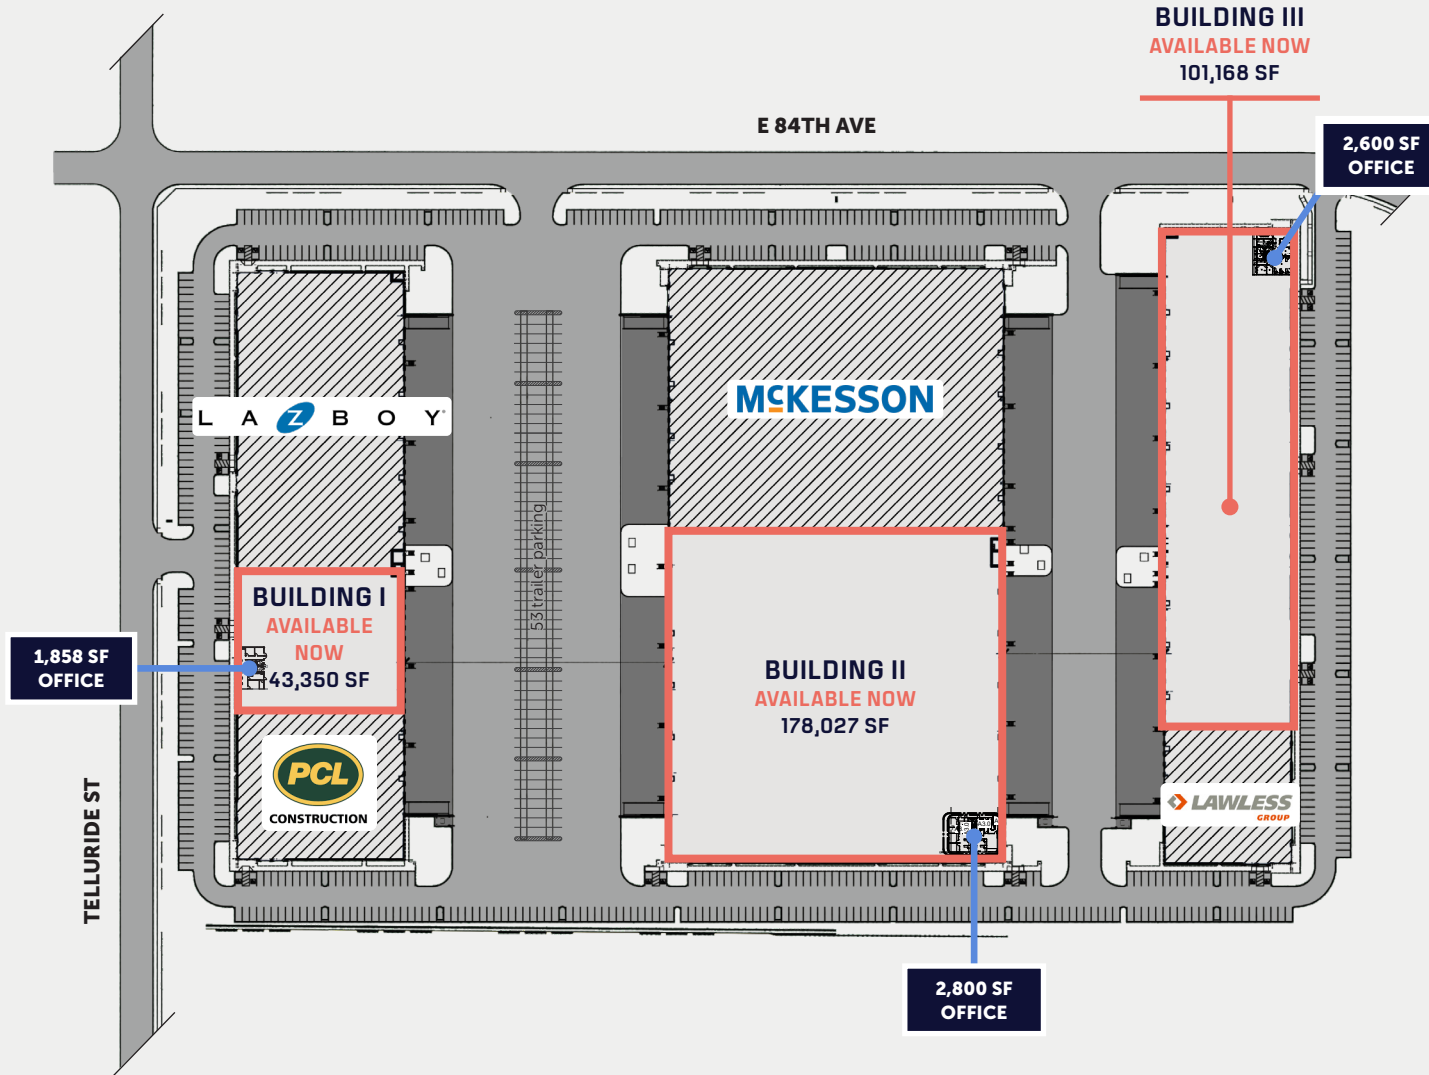 BUILDING III
AVAILABLE NOW
101,168 SF
E 84TH AVE
2,600 SF
OFFICE
LAZBOY
MCKESSON
53 trailer parking
BUILDING I
AVAILABLE
NOW
43,350 SF
1,858 SF
OFFICE
BUILDING II
AVAILABLE NOW
178,027 SF
PCL
CONSTRUCTION
LAWLESS
GROUP
TELLURIDE ST
2,800 SF
OFFICE